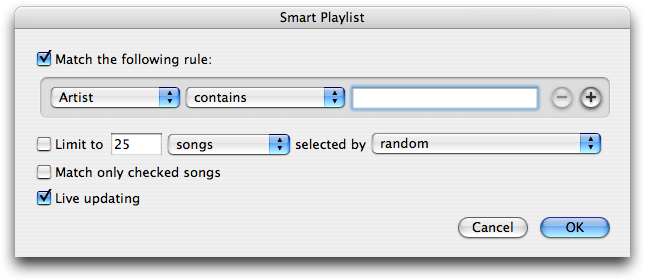 Smart Playlist
Match the following rule:
Artist contains
Limit to 25 songs selected by random
Match only checked songs
Live updating
Cancel OK